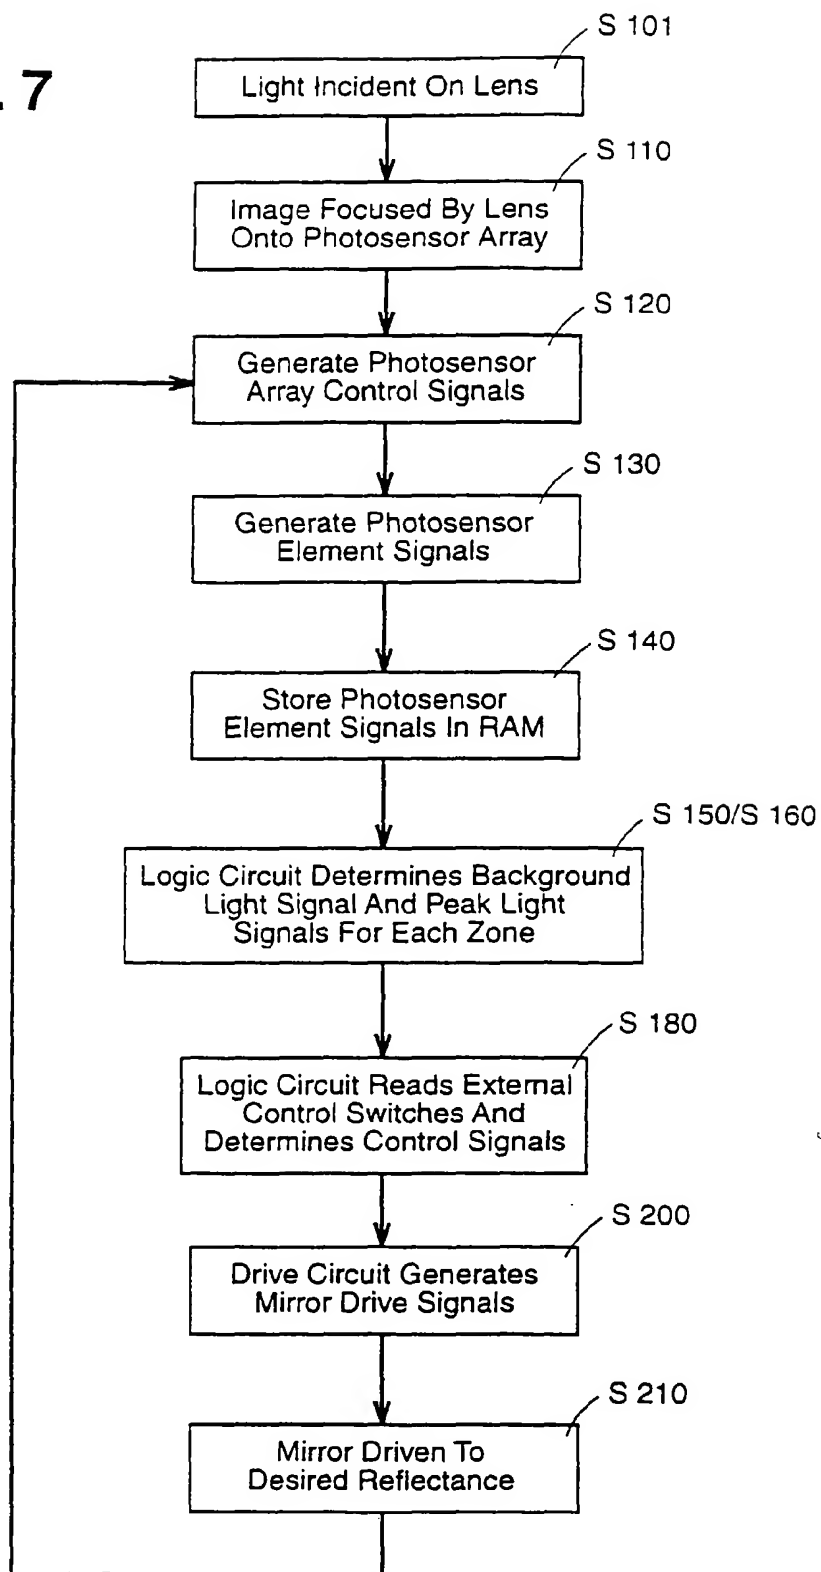 . 7
S 101
Light Incident On Lens
S 110
Image Focused By Lens
Onto Photosensor Array
S 120
Generate Photosensor
Array Control Signals
S 130
Generate Photosensor
Element Signals
S 140
Store Photosensor
Element Signals In RAM
S 150/S 160
Logic Circuit Determines Background
Light Signal And Peak Light
Signals For Each Zone
S 180
Logic Circuit Reads External
Control Switches And
Determines Control Signals
S 200
Drive Circuit Generates
Mirror Drive Signals
S 210
Mirror Driven To
Desired Reflectance